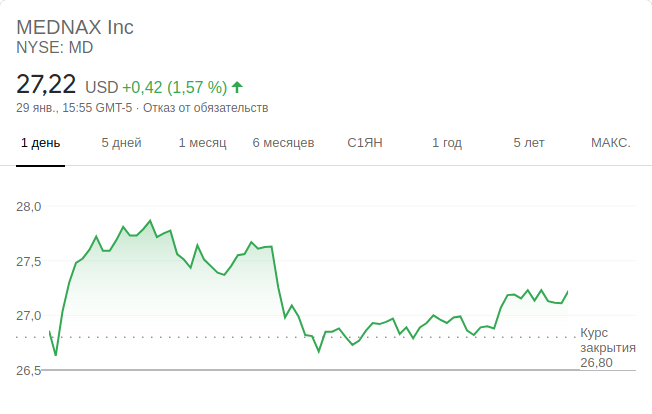 MEDNAX Inc
NYSE: MD
27,22 USD +0,42 (1,57 %)
29 янв., 15:55 GMT-5 · Отказ от обязательств
1 день 5 дней 1 месяц 6 месяцев С1ЯН 1 год 5 лет МАКС.
28,0
27,5
27,0
26,5
Курс
закрытия
26,80